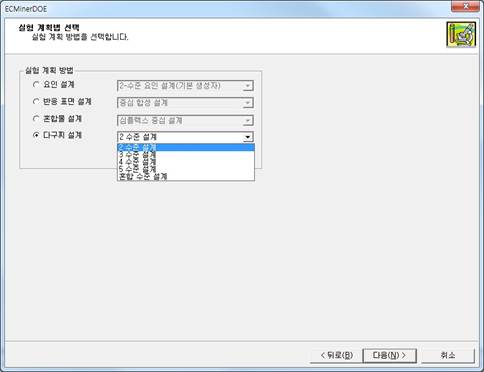 ECMinerDOE
실험 계획법 선택
실험 계획 방법을 선택합니다.
실험 계획 방법
요인 설계
2-수준 요인 설계(기본 생성자)
반응 표면 설계
중심 합성 설계
혼합물 설계
심플렉스 중심 설계
다구찌 설계
2 수준 설계
2 수준 설계
3 수준 설계
4 수준 설계
5 수준 설계
혼합 수준 설계
< 뒤로(B)
다음(N) >
취소